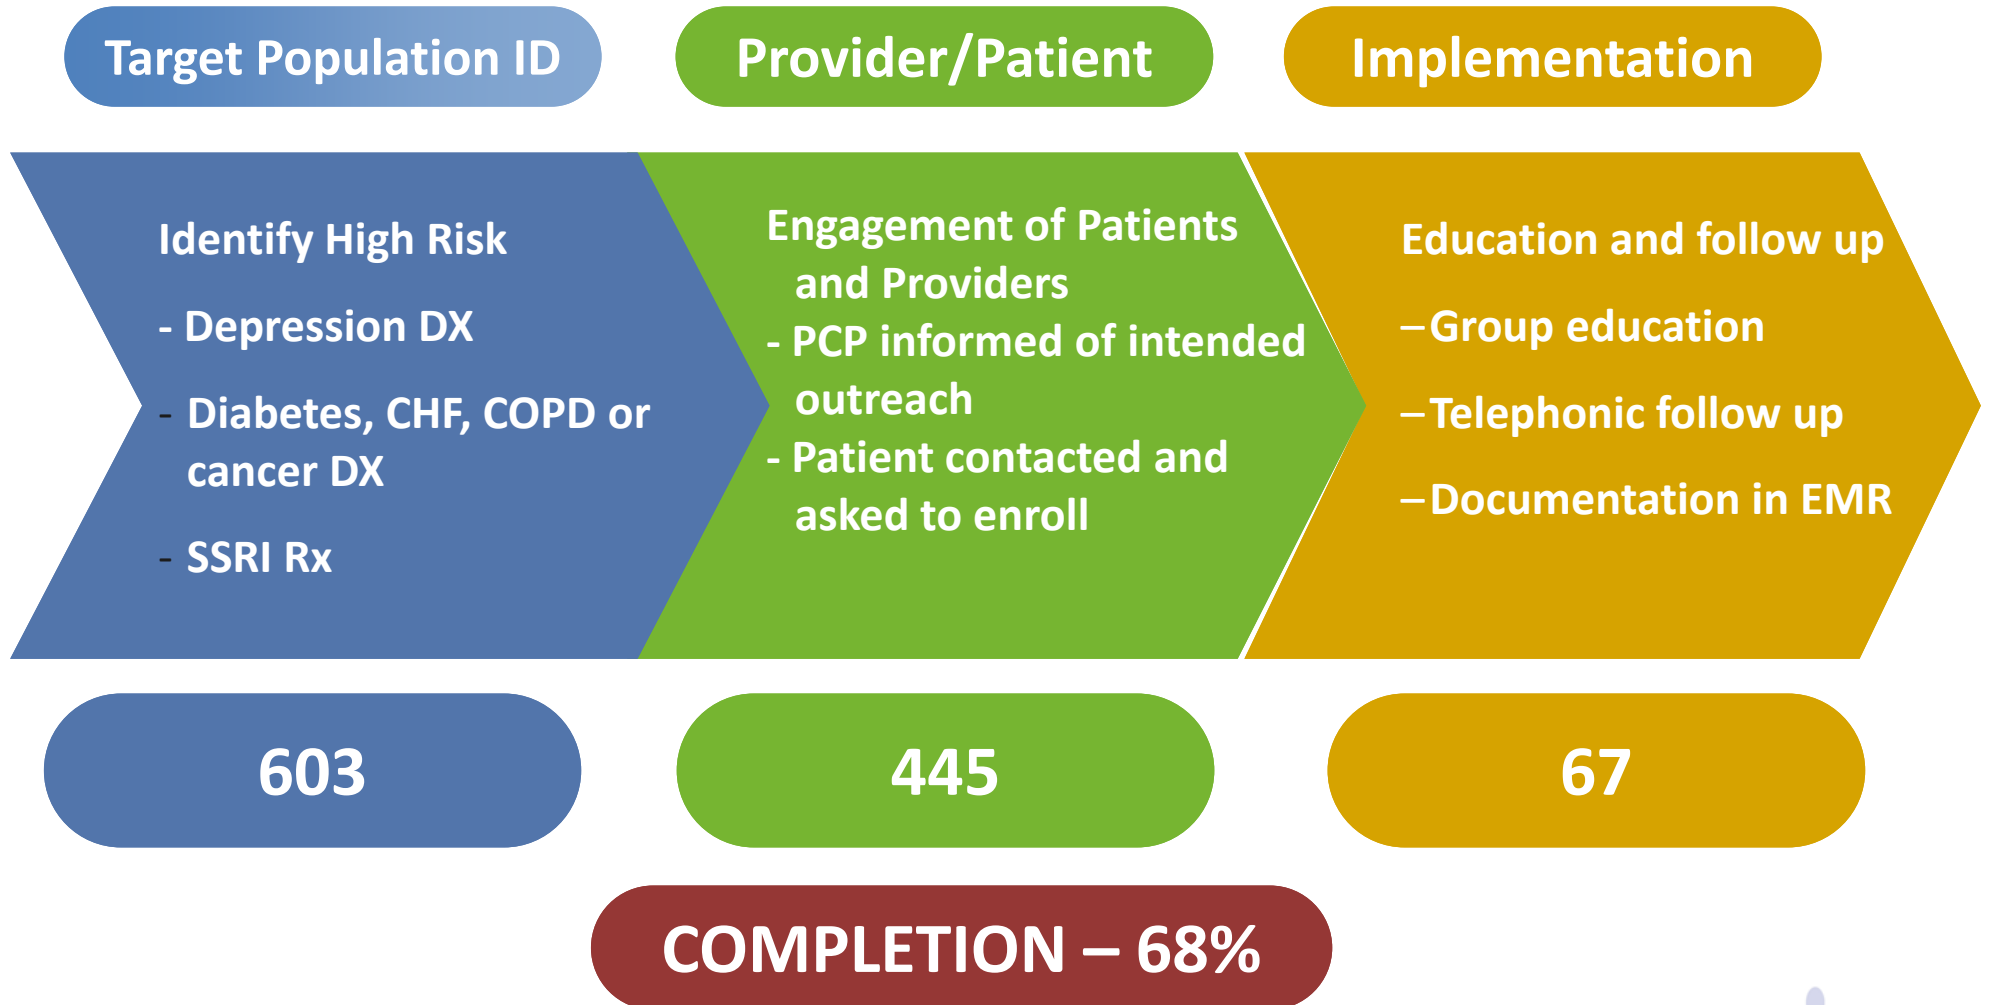 Target Population ID
Provider/Patient
Implementation
Identify High Risk
- Depression DX
- Diabetes, CHF, COPD or
cancer DX
- SSRI Rx
Engagement of Patients
and Providers
- PCP informed of intended
outreach
- Patient contacted and
asked to enroll
Education and follow up
–Group education
–Telephonic follow up
–Documentation in EMR
603
445
67
COMPLETION – 68%